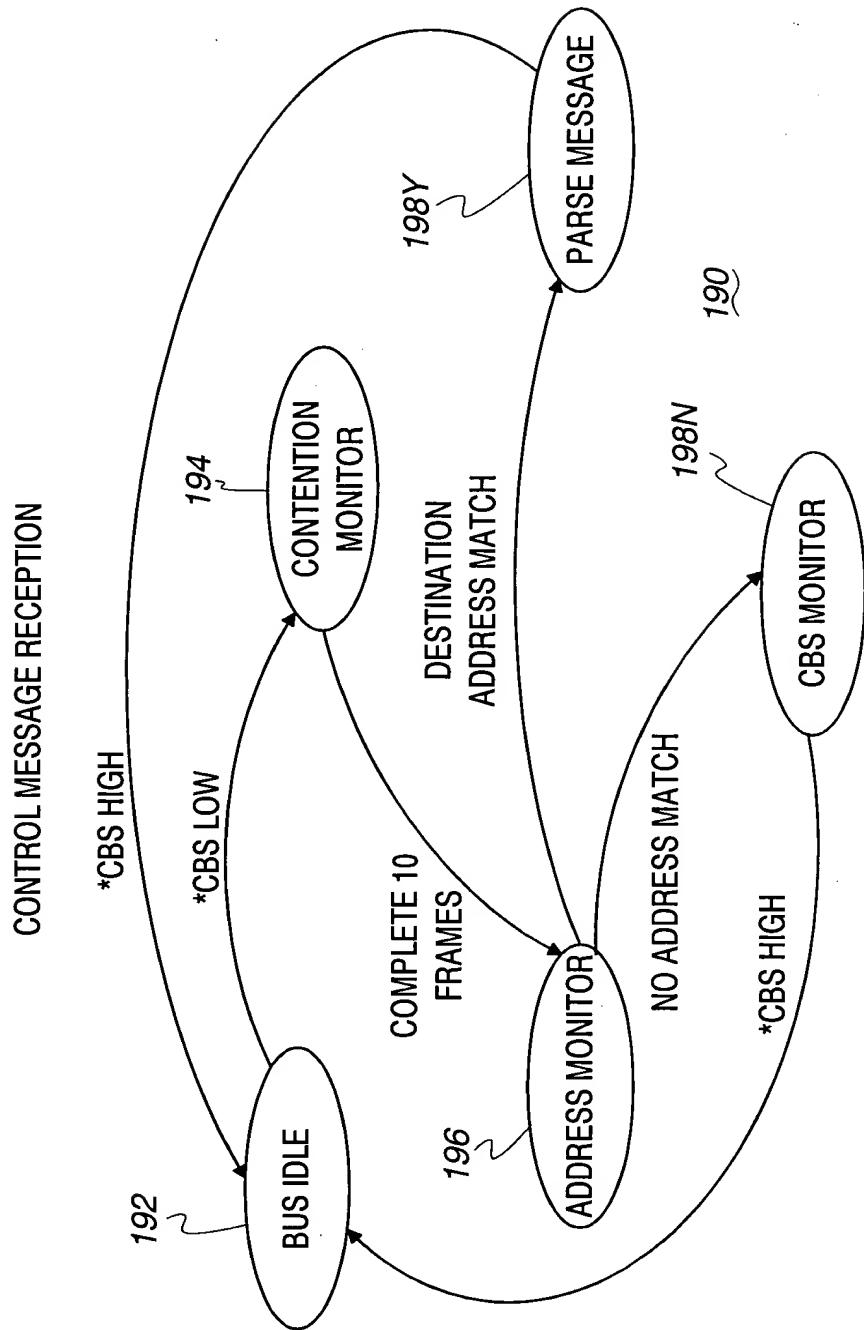 CONTROL MESSAGE RECEPTION
*CBS HIGH
*CBS LOW
192
BUS IDLE
194
CONTENTION
MONITOR
198Y
PARSE MESSAGE
COMPLETE 10
FRAMES
DESTINATION
ADDRESS MATCH
196
ADDRESS MONITOR
NO ADDRESS MATCH
198N
CBS MONITOR
*CBS HIGH
190